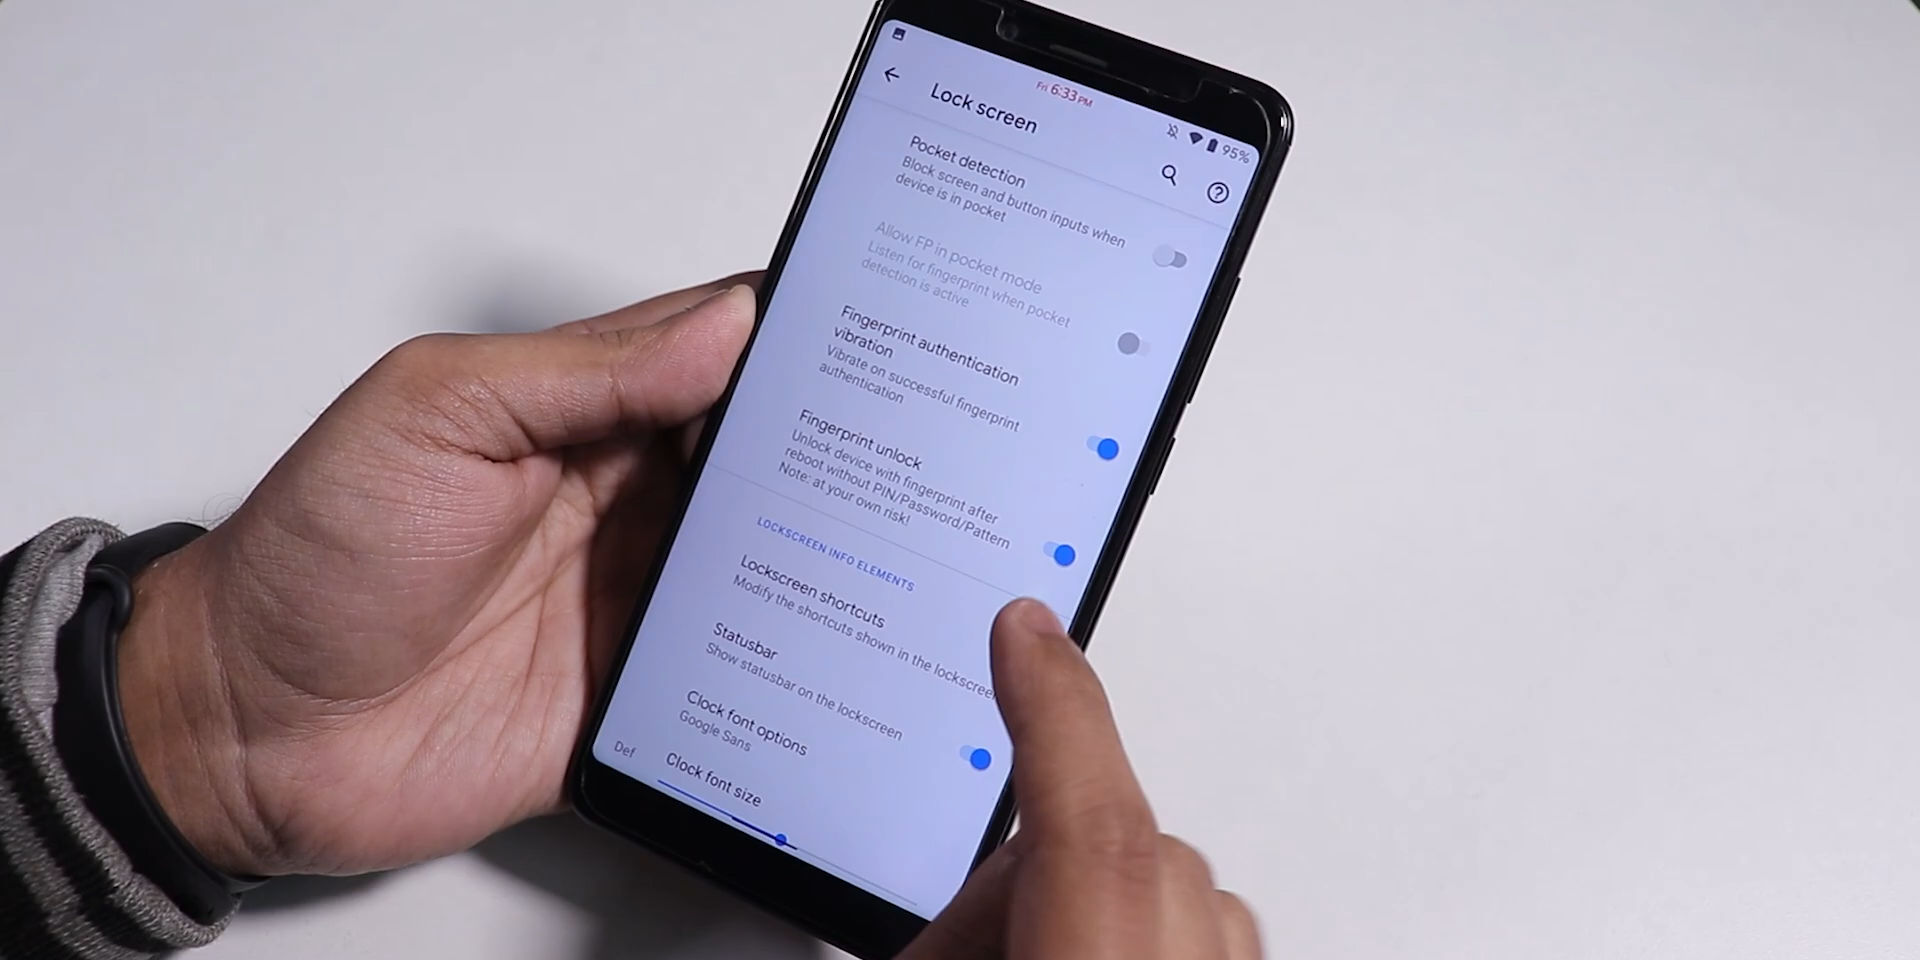 Fri 6:33 PM
95%
Lock screen
Pocket detection
Block screen and button inputs when
device is in pocket
Allow FP in pocket mode
Listen for fingerprint when pocket
detection is active
Fingerprint authentication
vibration
Vibrate on successful fingerprint
authentication
Fingerprint unlock
Unlock device with fingerprint after
reboot without PIN/Password/Pattern
Note: at your own risk!
LOCKSCREEN INFO ELEMENTS
Lockscreen shortcuts
Modify the shortcuts shown in the lockscreen
Statusbar
Show statusbar on the lockscreen
Clock font options
Google Sans
Clock font size
Def